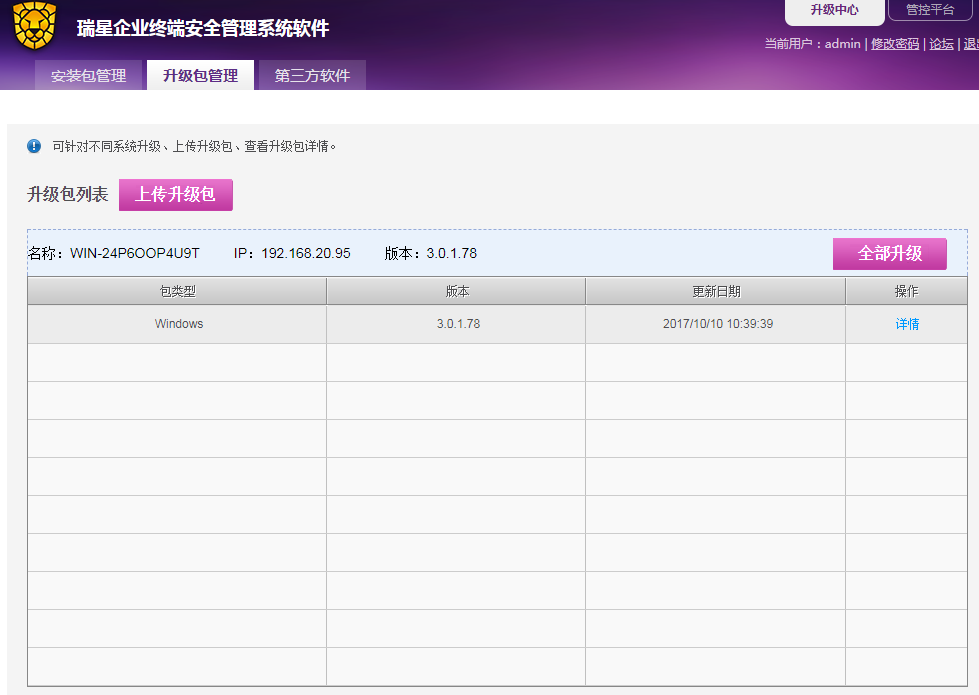 升级中心 管控平台
瑞星企业终端安全管理系统软件
当前用户：admin | 修改密码 | 论坛 |
安装包管理 升级包管理 第三方软件
可针对不同系统升级、上传升级包、查看升级包详情。
升级包列表 上传升级包
名称：WIN-24P6OOP4U9T IP：192.168.20.95 版本：3.0.1.78 全部升级
包类型 版本 更新日期 操作
Windows 3.0.1.78 2017/10/10 10:39:39 详情